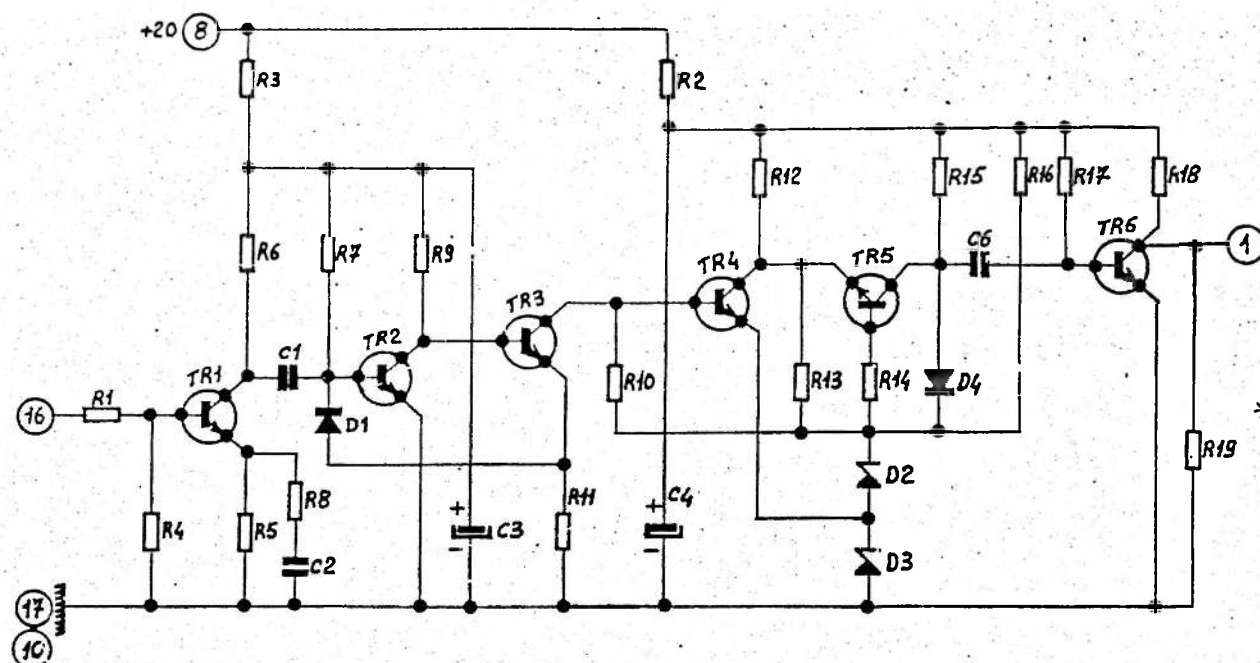 +20 8
R3
R2
R6
R7
R9
R12
R15
R16
R17
R18
TR6
1
TR4
TR5
C6
TR3
TR2
C1
TR1
R1
16
D1
R10
R13
R14
D4
R19
R4
R5
R8
C2
+
C3
-
R11
+
C4
-
D2
D3
17
10